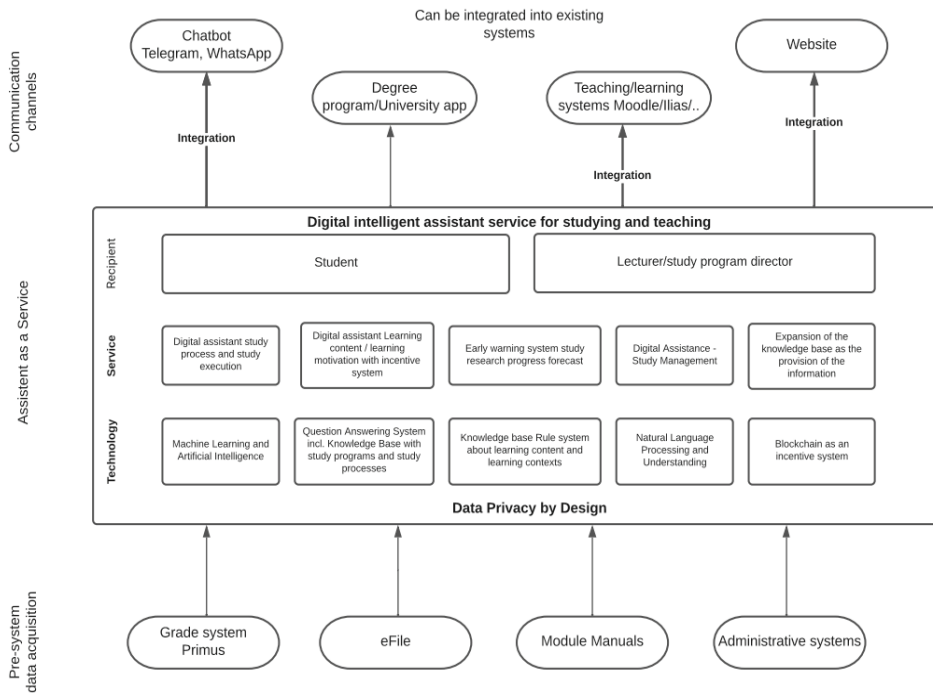 Can be integrated into existing
systems
Communication
channels
Chatbot
Telegram, WhatsApp
Degree
program/University app
Teaching/learning
systems Moodle/Ilias/..
Website
Integration
Integration
Integration
Assistent as a Service
Digital intelligent assistant service for studying and teaching
Recipient
Student
Lecturer/study program director
Service
Digital assistant study
process and study
execution
Digital assistant Learning
content / learning
motivation with incentive
system
Early warning system study
research progress forecast
Digital Assistance -
Study Management
Expansion of the
knowledge base as the
provision of the
information
Technology
Machine Learning and
Artificial Intelligence
Question Answering System
incl. Knowledge Base with
study programs and study
processes
Knowledge base Rule system
about learning content and
learning contexts
Natural Language
Processing and
Understanding
Blockchain as an
incentive system
Data Privacy by Design
Pre-system
data acquisition
Grade system
Primus
eFile
Module Manuals
Administrative systems